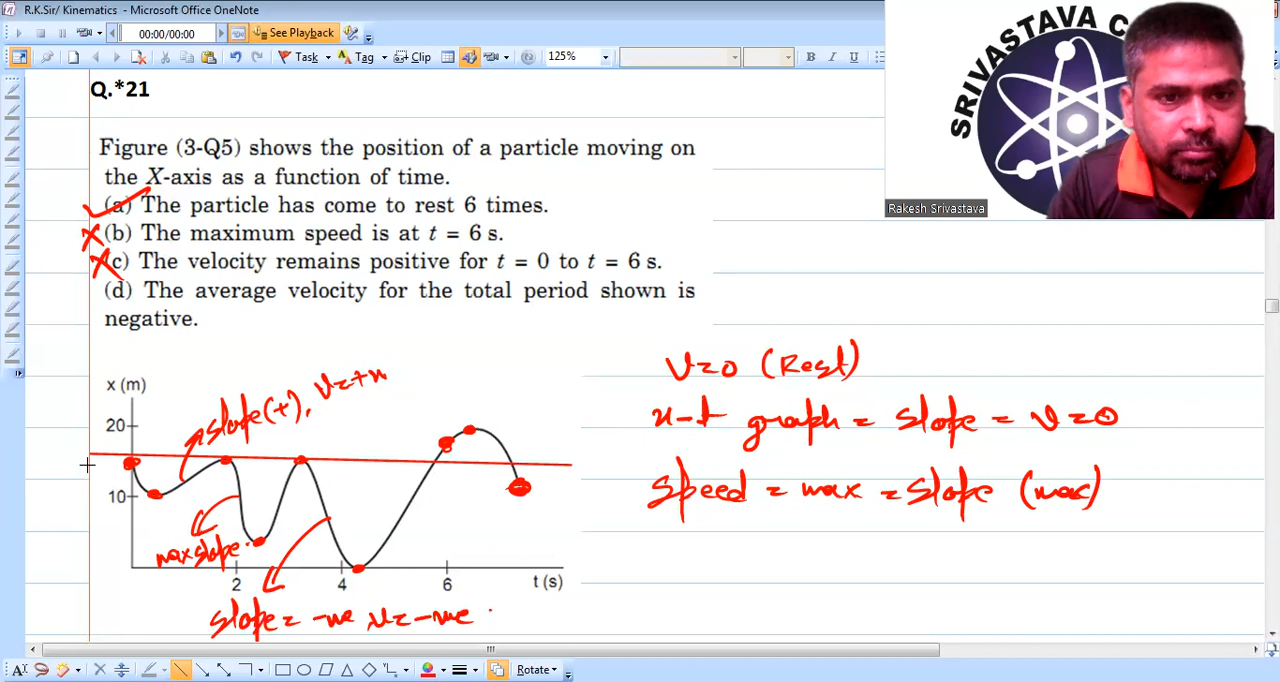 R.K.Sir/ Kinematics - Microsoft Office OneNote
00:00/00:00
See Playback
Task
Tag
Clip
125%
B I U
Q.*21
Figure (3-Q5) shows the position of a particle moving on
the X-axis as a function of time.
(a) The particle has come to rest 6 times.
(b) The maximum speed is at t = 6 s.
(c) The velocity remains positive for t = 0 to t = 6 s.
(d) The average velocity for the total period shown is
negative.
SRIVASTAVA C
Rakesh Srivastava
x (m)
20
10
2
4
6
t (s)
slope(+), v=+
max slope
slope = -ve v= -ve
v=0 (Rest)
x-t graph = slope = v=0
speed = max = slope (max)
Rotate